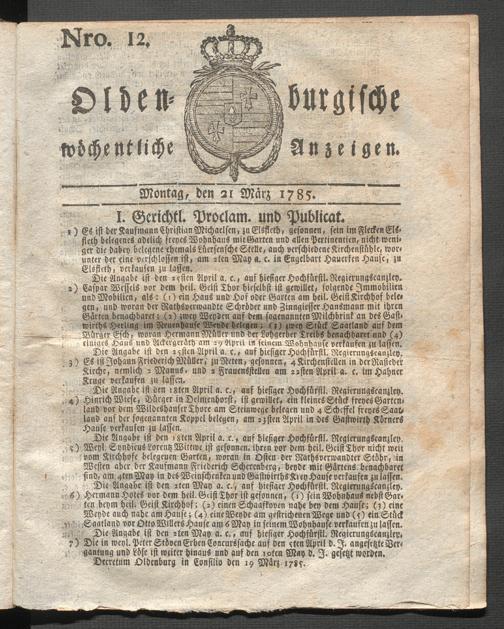 Nro. 12.
Olden- burgische
wöchentliche Anzeigen.
Montag, den 21 März 1785.
I. Gerichtl. Proclam. und Publicat.
1) Es ist der Kaufmann Christian Michaelsen, zu Elsfleth, gesonnen, sein im Flecken Els-
fleth belegenes adelich freyes Wohnhaus mit Garten und allen Pertinentien, nicht weni-
ger die dabey belegene ehemals Lürsensche Stelle, auch verschiedene Kirchenstühle, wor-
unter der eine verschlossen ist, am 2ten May a. c. in Engelbart Hauerken Hause, zu
Elsfleth, verkaufen zu lassen.
Die Angabe ist den 25sten April a. c., auf hiesiger Hochfürstl. Regierungscanzley.
2) Caspar Wessels vor dem heil. Geist Thor hieselbst ist gewillet, folgende Immobilien
und Mobilien, als: (1) ein Haus und Hof oder Garten am heil. Geist Kirchhof bele-
gen, und woran der Rathsverwandte Schröder und Zinngiesser Hansmann mit ihren
Gärten benachbaret; (2) zwey Weyden auf dem sogenannten Milchbrink an des Gast-
wirths Herling im Neuenhause Weyde belegen; (3) zwey Stück Saatland auf dem
Bürger Esch, woran Hermann Müller und der Lohgerber Treibs benachbaret und (4)
einiges Haus und Ackergeräth am 29 April in seinem Wohnhause verkaufen zu lassen.
Die Angabe ist den 25sten April a. c., auf hiesiger Hochfürstl. Regierungscanzley.
3) Es ist Johann Friederich Müller, zu Neten, gesonnen, 4 Kirchenstellen in der Rasteder
Kirche, nemlich 2 Manns- und 2 Frauensstellen am 22sten April a. c. im Hahner
Kruge verkaufen zu lassen.
Die Angabe ist den 18ten April a. c., auf hiesiger Hochfürstl. Regierungscanzley.
4) Hinrich Wiese, Bürger in Delmenhorst, ist gewillet, ein kleines Stück freyes Garten-
land vor dem Wildeshäuser Thore am Steinwege belegen und 4 Scheffel freyes Saat-
land auf der sogenannten Koppel belegen, am 23sten April in des Gastwirth Körners
Hause verkaufen zu lassen.
Die Angabe ist den 18ten April a. c., auf hiesiger Hochfürstl. Regierungscanzley.
5) Weyl. Syndicus Lorenz Wittwe ist gesonnen, ihren vor dem heil. Geist Thor nicht weit
vom Kirchhofe belegenen Garten, woran in Osten der Rathsverwandter Stöhr, in
Westen aber der Kaufmann Friederich Scherenberg, beyde mit Gärtens benachbaret
sind, am 4ten May in des Weinschenken und Gastwirths Krey Hause verkaufen zu lassen.
Die Angabe ist den 2ten May a. c., auf hiesiger Hochfürstl. Regierungscanzley.
6) Hermann Hotes vor dem heil. Geist Thor ist gesonnen, (1) sein Wohnhaus nebst Gar-
ten beym heil. Geist Kirchhof; (2) einen Schaafkoven nahe bey dem Hause; (3) eine
Weyde auch nahe am Hause; (4) eine Weyde am gestrichenen Wege und (5) ein Stück
Saatland vor Otto Willers Hause am 6 May in seinem Wohnhause verkaufen zu lassen.
Die Angabe ist den 2ten May a. c., auf hiesiger Hochfürstl. Regierungscanzley.
7) Die in weyl. Peter Stöven Erben Concurssache auf den 5ten April d. J. angesetzte Ver-
gantung und Löse ist weiter hinaus und auf den 10ten May d. J. gesetzt worden.
Decretum Oldenburg in Consilio den 19 März 1785.